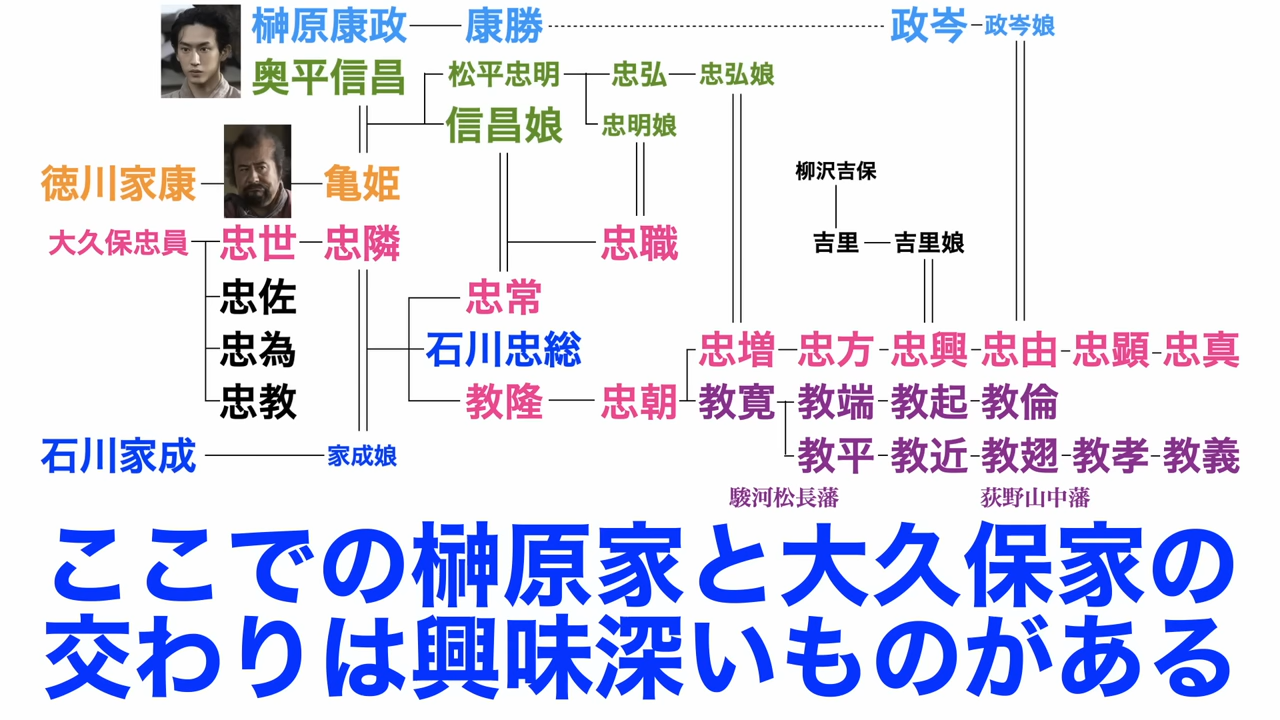 榊原康政 康勝 政岑 政岑娘
奥平信昌 松平忠明 忠弘 忠弘娘
信昌娘 忠明娘
柳沢吉保
徳川家康 亀姫
大久保忠員 忠世 忠隣 忠職 吉里 吉里娘
忠佐 忠常
忠為 石川忠総 忠増 忠方 忠興 忠由 忠顕 忠真
忠教 教隆 忠朝 教寛 教端 教起 教倫
石川家成 家成娘 教平 教近 教翅 教孝 教義
駿河松長藩 荻野山中藩
ここでの榊原家と大久保家の
交わりは興味深いものがある